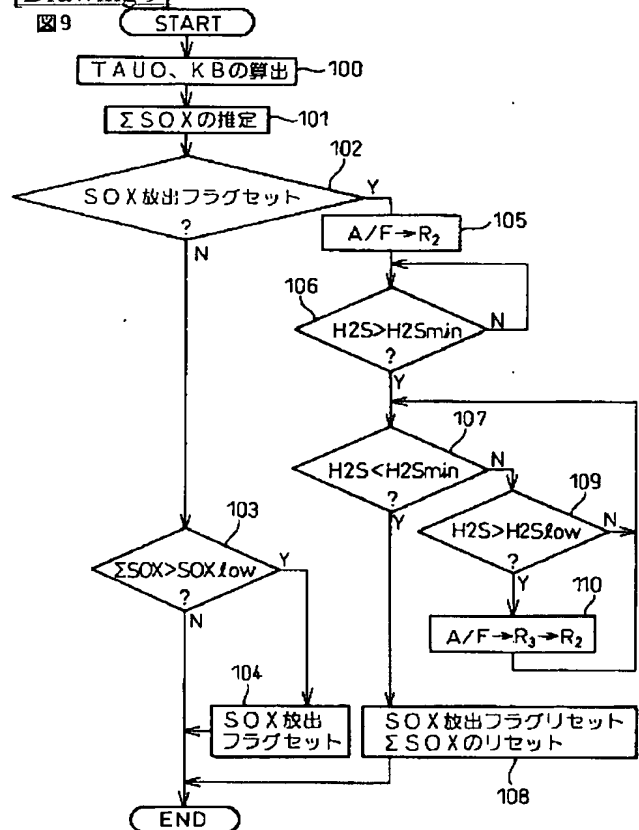 [Drawing 9]
図9
START
TAUO、KBの算出
100
ΣSOXの推定
101
102
SOX放出フラグセット
?
Y
N
A/F→R2
105
106
H2S>H2Smin
?
N
Y
107
H2S<H2Smin
?
N
Y
109
H2S>H2Slow
?
N
Y
103
ΣSOX>SOXlow
?
Y
N
110
A/F→R3→R2
104
SOX放出
フラグセット
SOX放出フラグリセット
ΣSOXのリセット
108
END